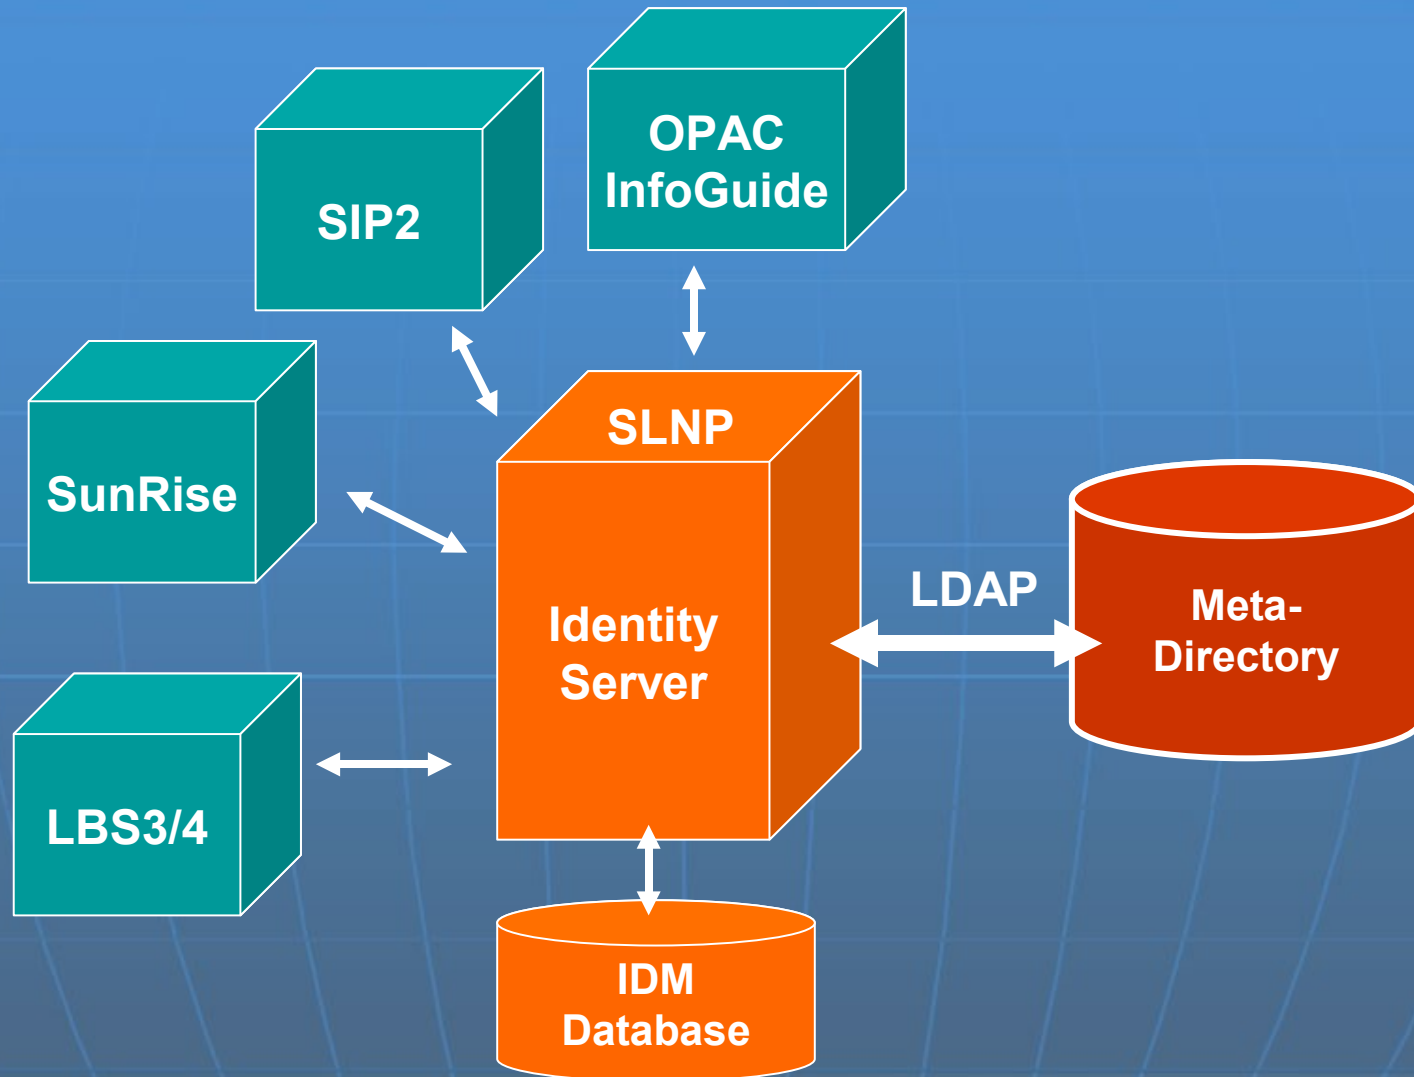 OPAC
InfoGuide
SIP2
SLNP
SunRise
LDAP
Meta-
Directory
Identity
Server
LBS3/4
IDM
Database